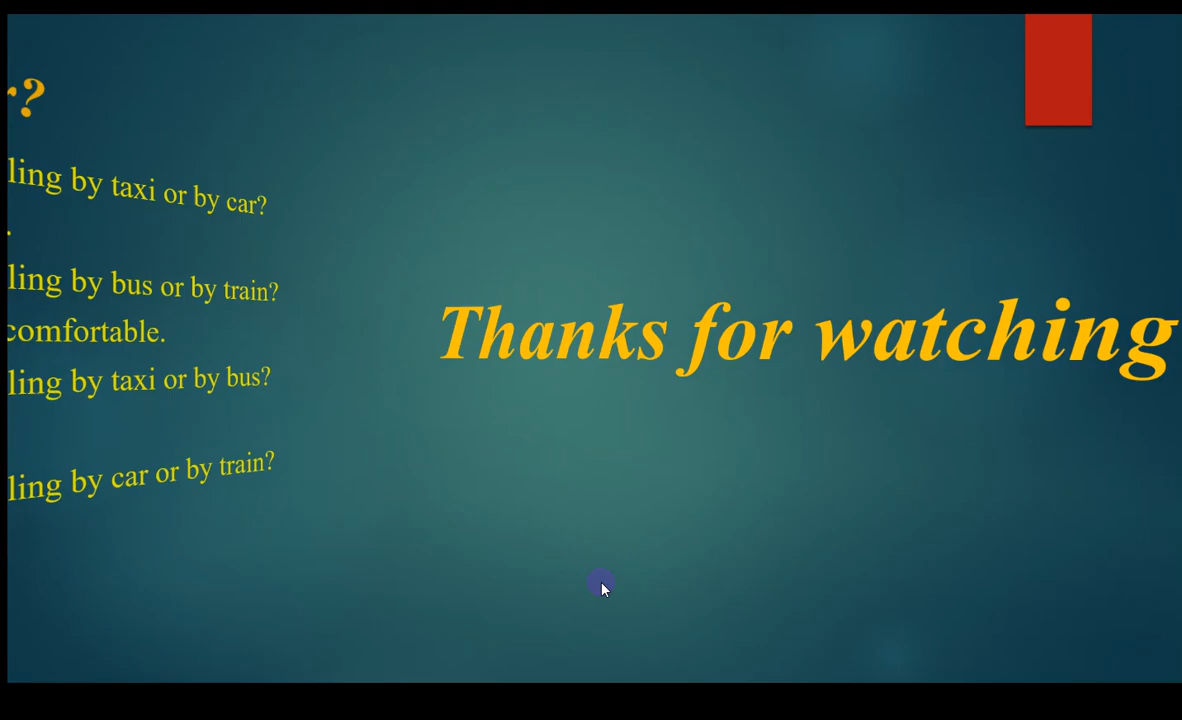 r?
ling by taxi or by car?
.
ling by bus or by train?
comfortable.
ling by taxi or by bus?
ling by car or by train?
Thanks for watching